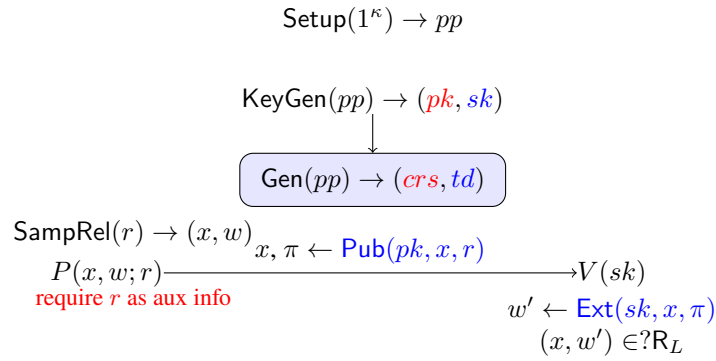 Setup(1^κ) → pp
KeyGen(pp) → (pk, sk)
Gen(pp) → (crs, td)
SampRel(r) → (x, w)
x, π ← Pub(pk, x, r)
P(x, w; r)
V(sk)
require r as aux info
w′ ← Ext(sk, x, π)
(x, w′) ∈?R_L